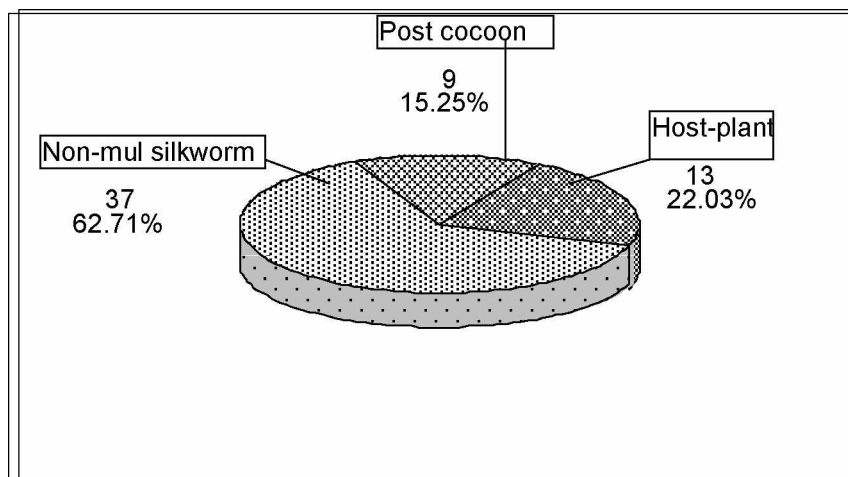 Post cocoon
9
15.25%
Host-plant
13
22.03%
Non-mul silkworm
37
62.71%